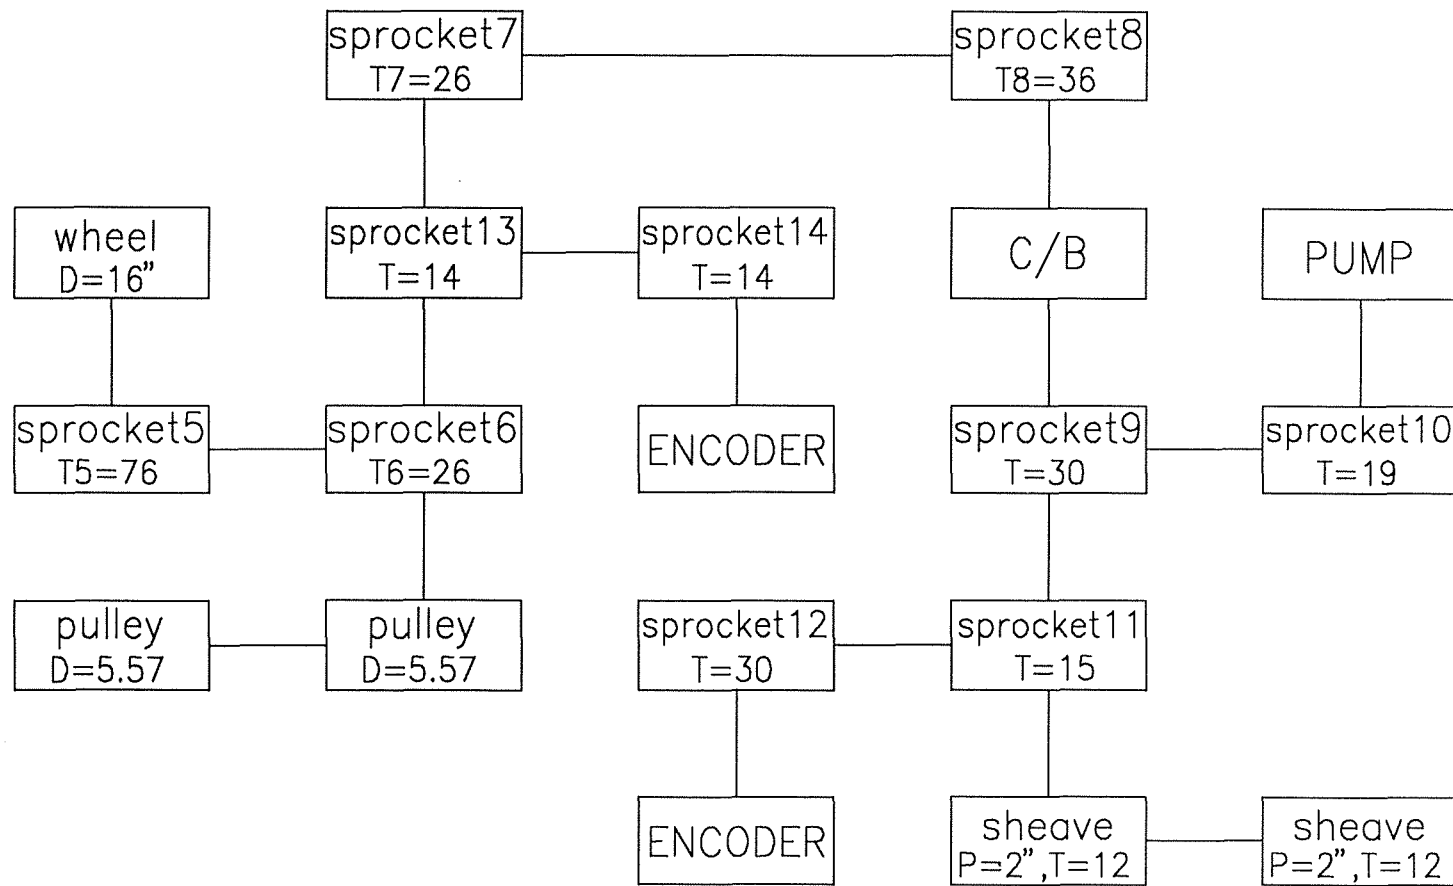 sprocket7
T7=26
sprocket8
T8=36
wheel
D=16”
sprocket13
T=14
sprocket14
T=14
C/B
PUMP
sprocket5
T5=76
sprocket6
T6=26
ENCODER
sprocket9
T=30
sprocket10
T=19
pulley
D=5.57
pulley
D=5.57
sprocket12
T=30
sprocket11
T=15
ENCODER
sheave
P=2”,T=12
sheave
P=2”,T=12